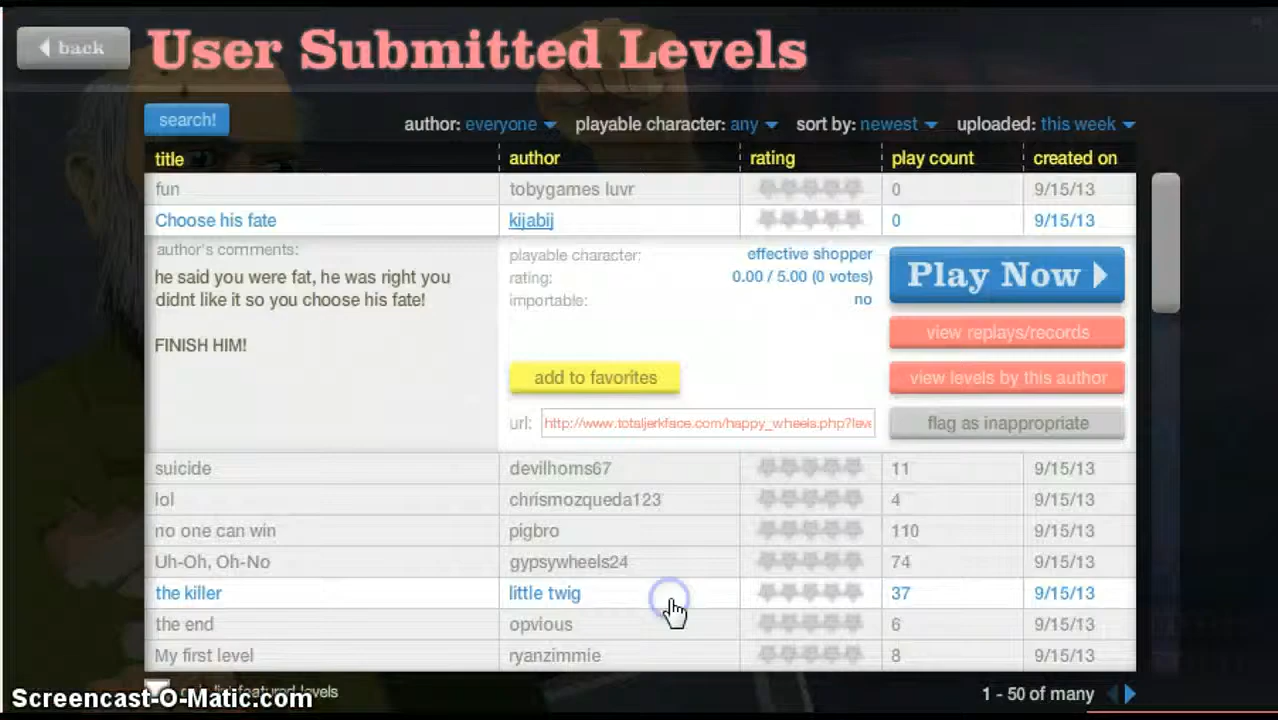 back
User Submitted Levels
search!
author: everyone playable character: any sort by: newest uploaded: this week
title author rating play count created on
fun tobygames luvr 0 9/15/13
Choose his fate kijabij 0 9/15/13
author's comments:
he said you were fat, he was right you
didnt like it so you choose his fate!
FINISH HIM!
playable character: effective shopper
rating: 0.00 / 5.00 (0 votes)
importable: no
add to favorites
url: http://www.totaljerkface.com/happy_wheels.php?leve
Play Now
view replays/records
view levels by this author
flag as inappropriate
suicide devilhoms67 11 9/15/13
lol chrismozqueda123 4 9/15/13
no one can win pigbro 110 9/15/13
Uh-Oh, Oh-No gypsywheels24 74 9/15/13
the killer little twig 37 9/15/13
the end opvious 6 9/15/13
My first level ryanzimmie 8 9/15/13
featured levels
1 - 50 of many
Screencast-O-Matic.com